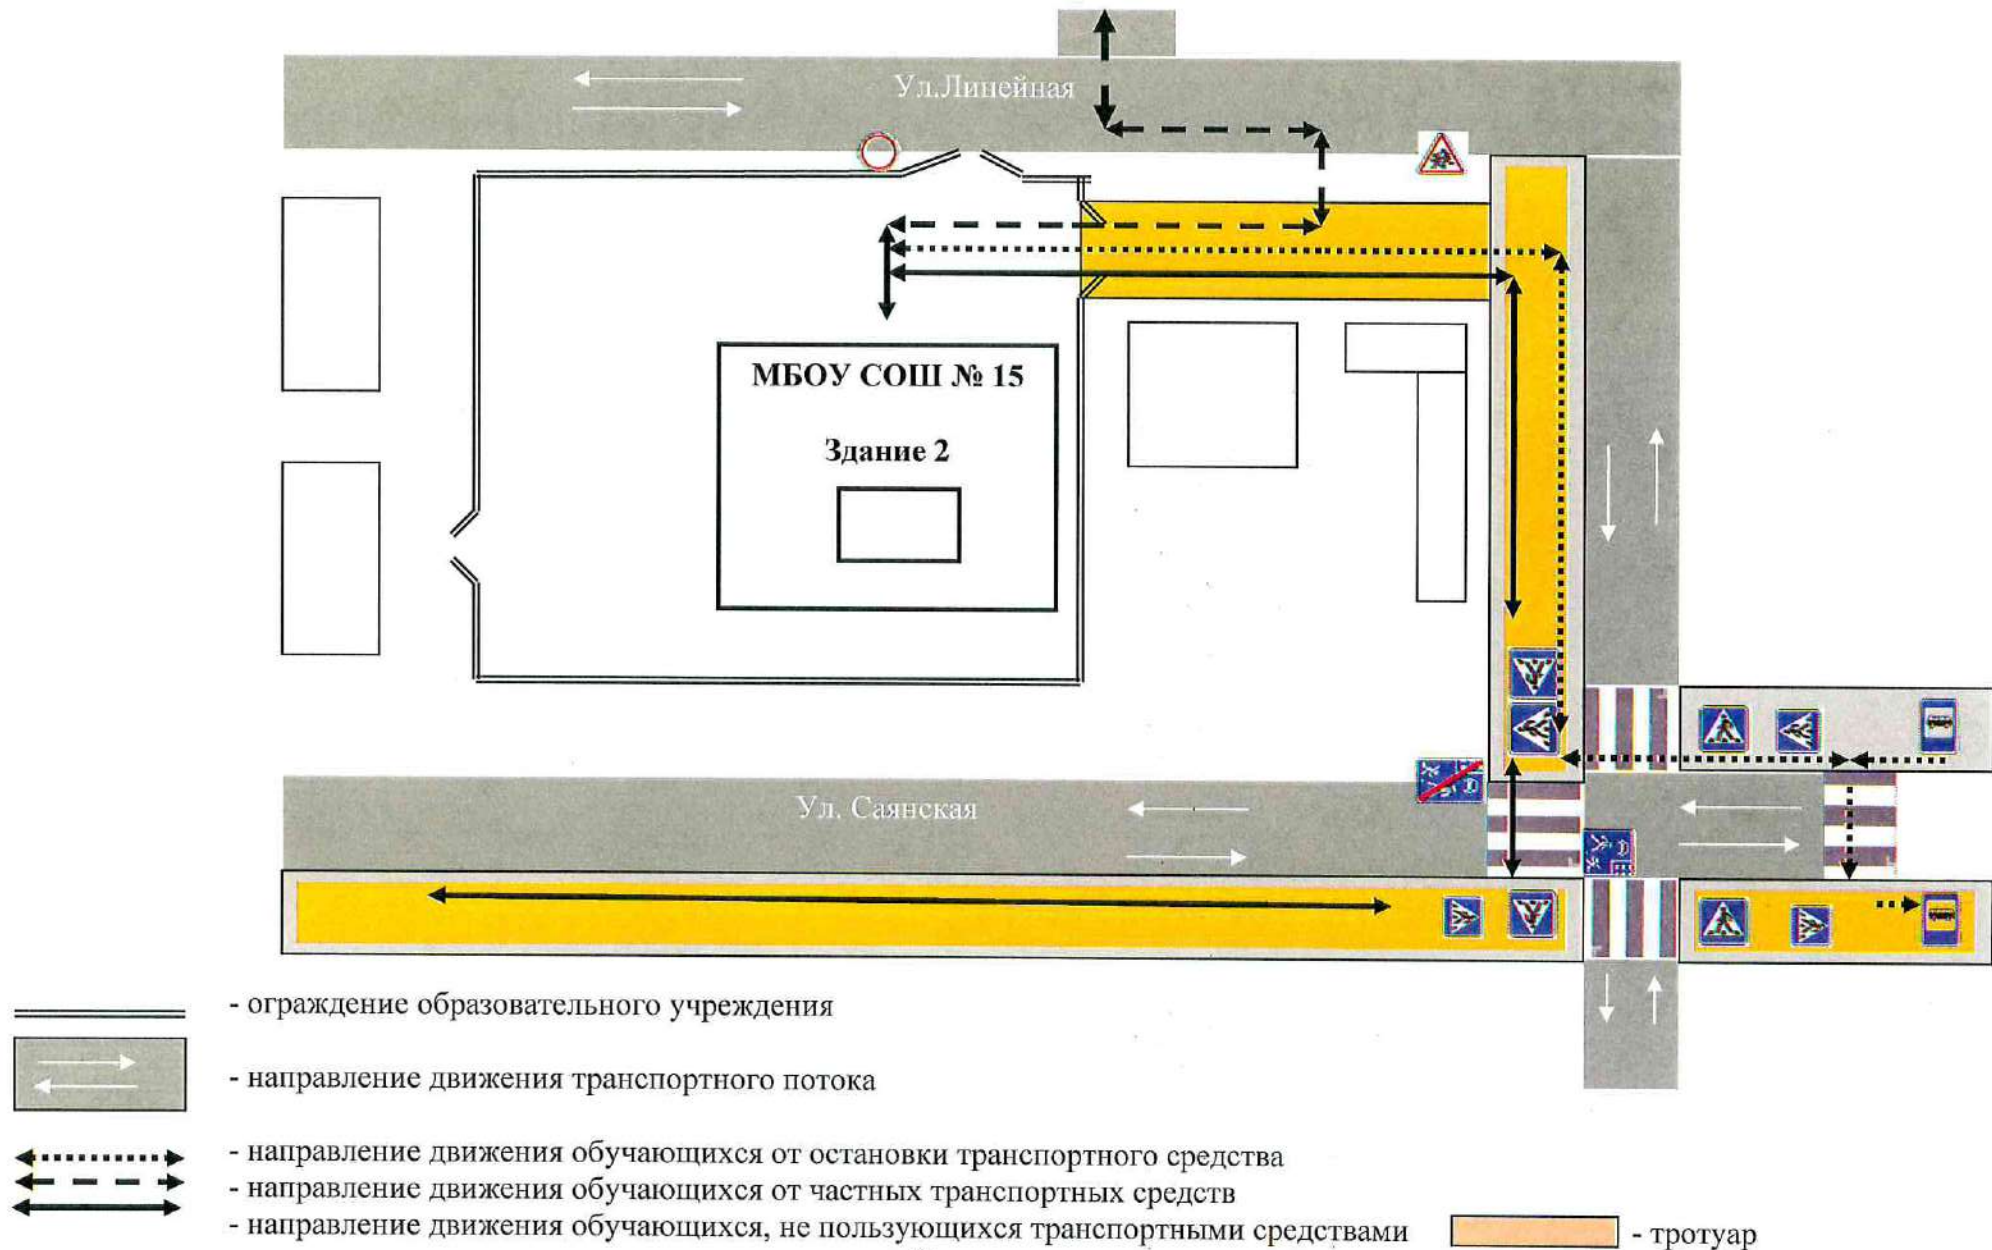 Ул.Линейная
МБОУ СОШ № 15
Здание 2
Ул. Саянская
- ограждение образовательного учреждения
- направление движения транспортного потока
- направление движения обучающихся от остановки транспортного средства
- направление движения обучающихся от частных транспортных средств
- направление движения обучающихся, не пользующихся транспортными средствами
- тротуар